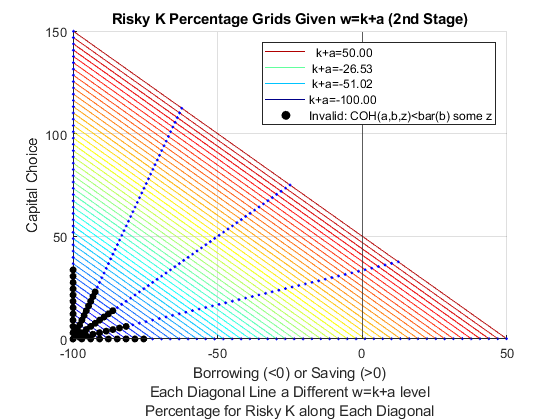 Risky K Percentage Grids Given w=k+a (2nd Stage)
150
100
50
0
Capital Choice
k+a=50.00
k+a=-26.53
k+a=-51.02
k+a=-100.00
Invalid: COH(a,b,z)<bar(b) some z
-100
-50
0
50
Borrowing (<0) or Saving (>0)
Each Diagonal Line a Different w=k+a level
Percentage for Risky K along Each Diagonal